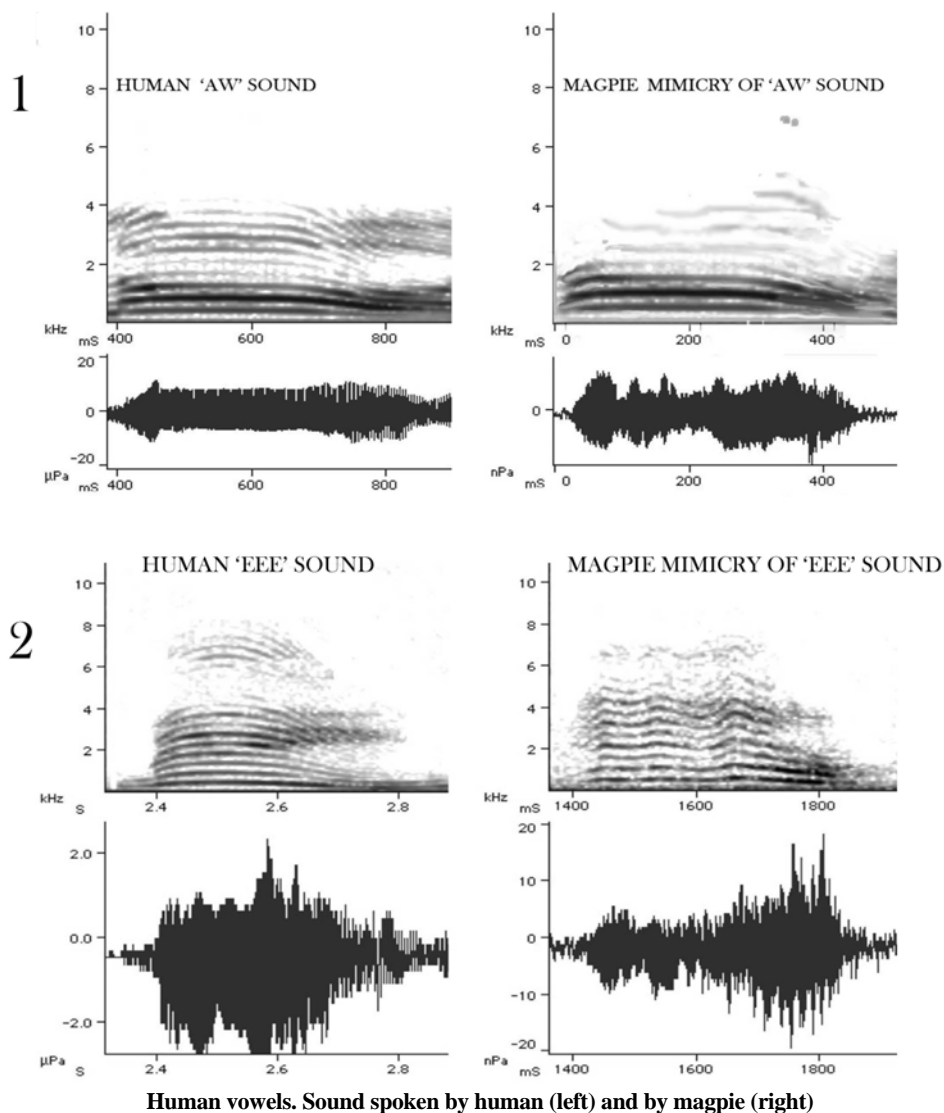 1
HUMAN ‘AW’ SOUND
10
8
6
4
2
kHz
mS
400
600
800
20
0
-20
µPa
mS
400
600
800
MAGPIE MIMICRY OF ‘AW’ SOUND
10
8
6
4
2
kHz
mS
0
200
400
0
nPa
mS
0
200
400
2
HUMAN ‘EEE’ SOUND
10
8
6
4
2
kHz
S
2.4
2.6
2.8
2.0
0.0
-2.0
µPa
S
2.4
2.6
2.8
MAGPIE MIMICRY OF ‘EEE’ SOUND
10
8
6
4
2
kHz
mS
1400
1600
1800
20
10
0
-10
-20
nPa
mS
1400
1600
1800
Human vowels. Sound spoken by human (left) and by magpie (right)